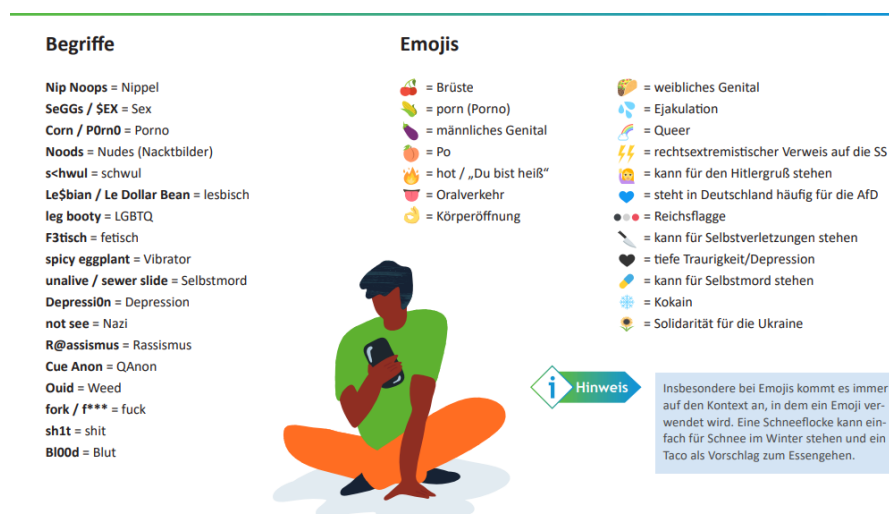 Begriffe
Nip Noops = Nippel
SeGGs / $EX = Sex
Corn / P0rn0 = Porno
Noods = Nudes (Nacktbilder)
s<hwul = schwul
Le$bian / Le Dollar Bean = lesbisch
leg booty = LGBTQ
F3tisch = fetisch
spicy eggplant = Vibrator
unalive / sewer slide = Selbstmord
Depressi0n = Depression
not see = Nazi
R@assismus = Rassismus
Cue Anon = QAnon
Ouid = Weed
fork / f*** = fuck
sh1t = shit
Bl00d = Blut
Emojis
🍒 = Brüste
🌽 = porn (Porno)
🍆 = männliches Genital
🍑 = Po
🔥 = hot / „Du bist heiß“
👅 = Oralverkehr
👌 = Körperöffnung
🌮 = weibliches Genital
💦 = Ejakulation
🌈 = Queer
⚡⚡ = rechtsextremistischer Verweis auf die SS
🙋 = kann für den Hitlergruß stehen
💙 = steht in Deutschland häufig für die AfD
= Reichsflagge
🔪 = kann für Selbstverletzungen stehen
🖤 = tiefe Traurigkeit/Depression
💊 = kann für Selbstmord stehen
❄️ = Kokain
🌻 = Solidarität für die Ukraine
i Hinweis
Insbesondere bei Emojis kommt es immer
auf den Kontext an, in dem ein Emoji ver-
wendet wird. Eine Schneeflocke kann ein-
fach für Schnee im Winter stehen und ein
Taco als Vorschlag zum Essengehen.